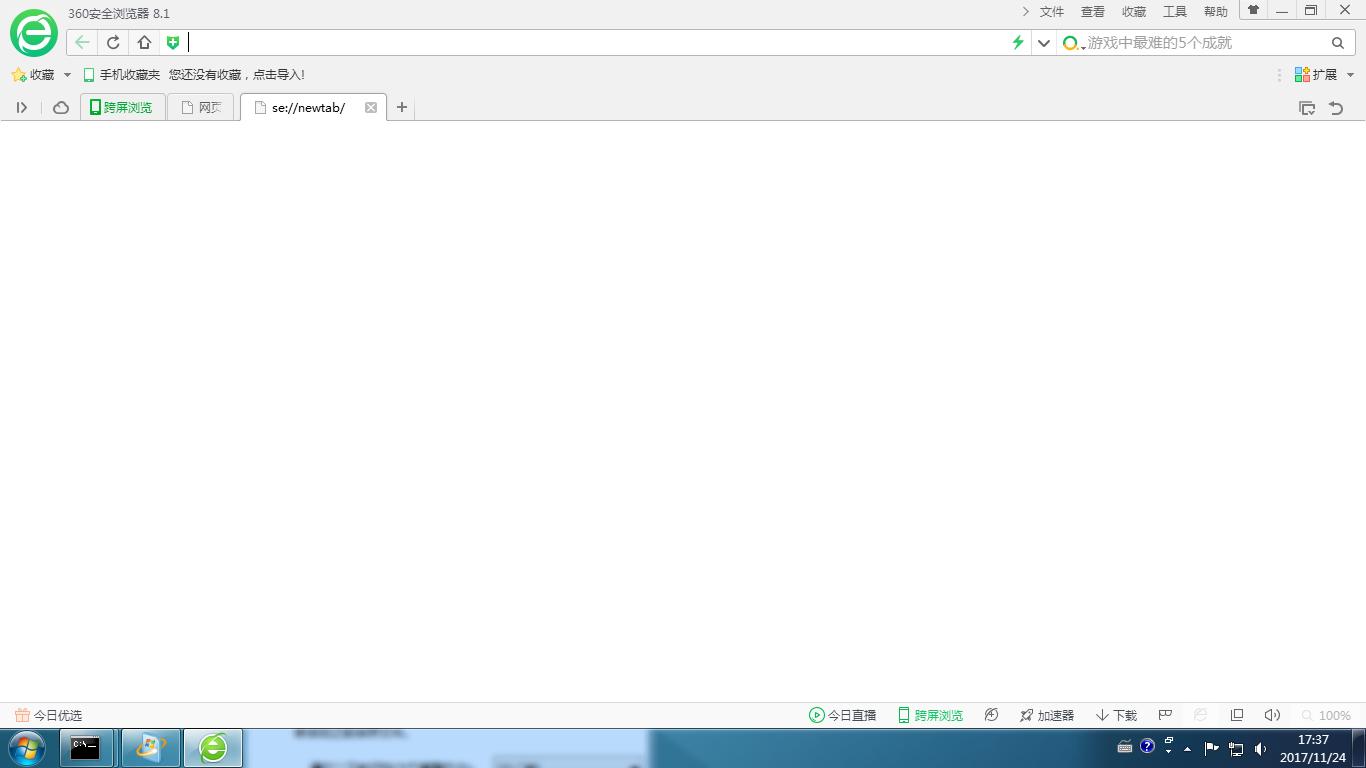 360安全浏览器 8.1
文件 查看 收藏 工具 帮助
游戏中最难的5个成就
收藏 手机收藏夹 您还没有收藏，点击导入! 扩展
跨屏浏览 网页 se://newtab/
今日优选 今日直播 跨屏浏览 加速器 下载 100%
C:\_
17:37
2017/11/24